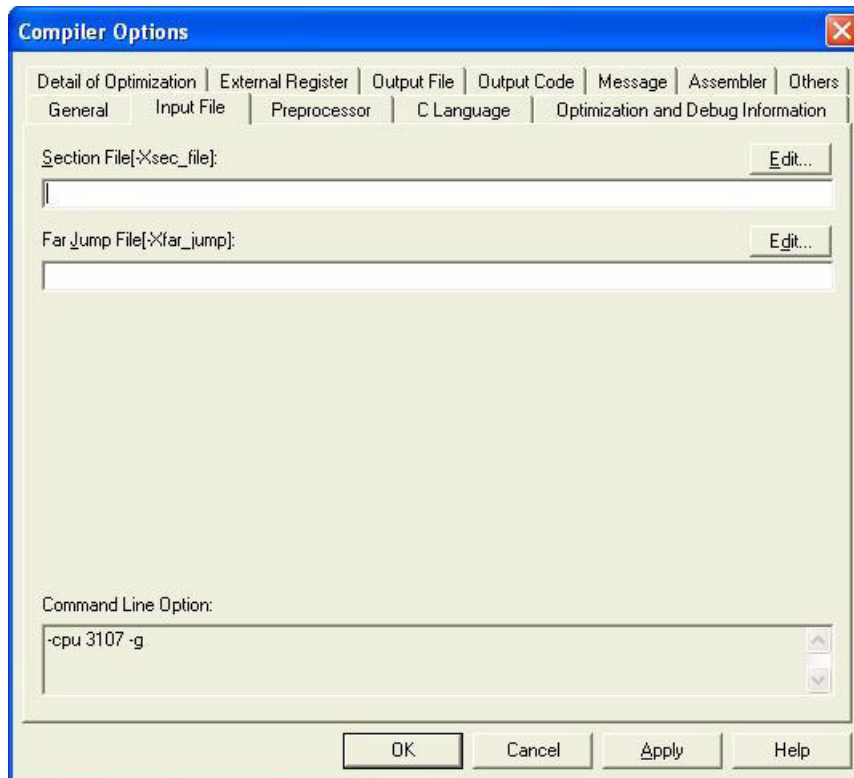 Compiler Options
Detail of Optimization External Register Output File Output Code Message Assembler Others
General Input File Preprocessor C Language Optimization and Debug Information
Section File[-Xsec_file]: Edit...
Far Jump File[-Xfar_jump]: Edit...
Command Line Option:
-cpu 3107 -g
OK Cancel Apply Help